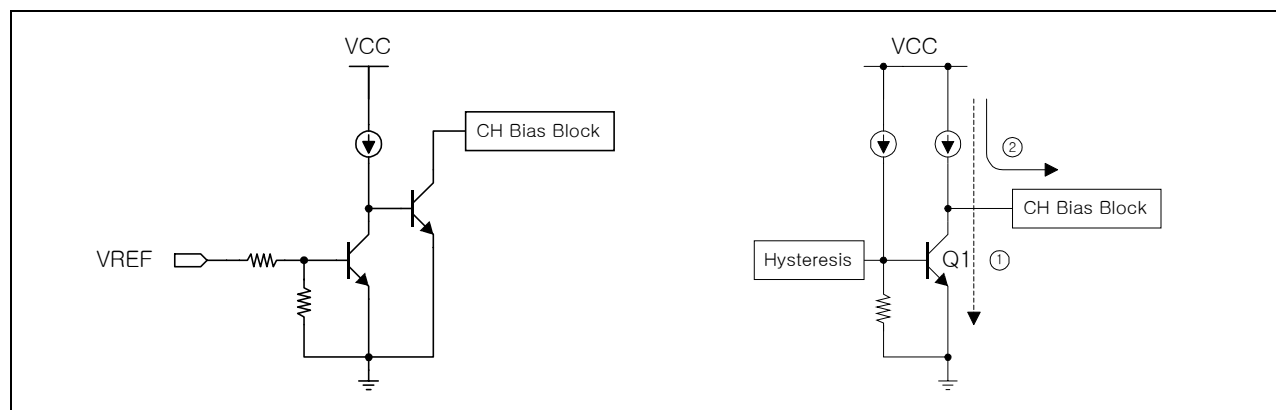 VCC
CH Bias Block
VREF
VCC
②
CH Bias Block
Hysteresis
Q1
①